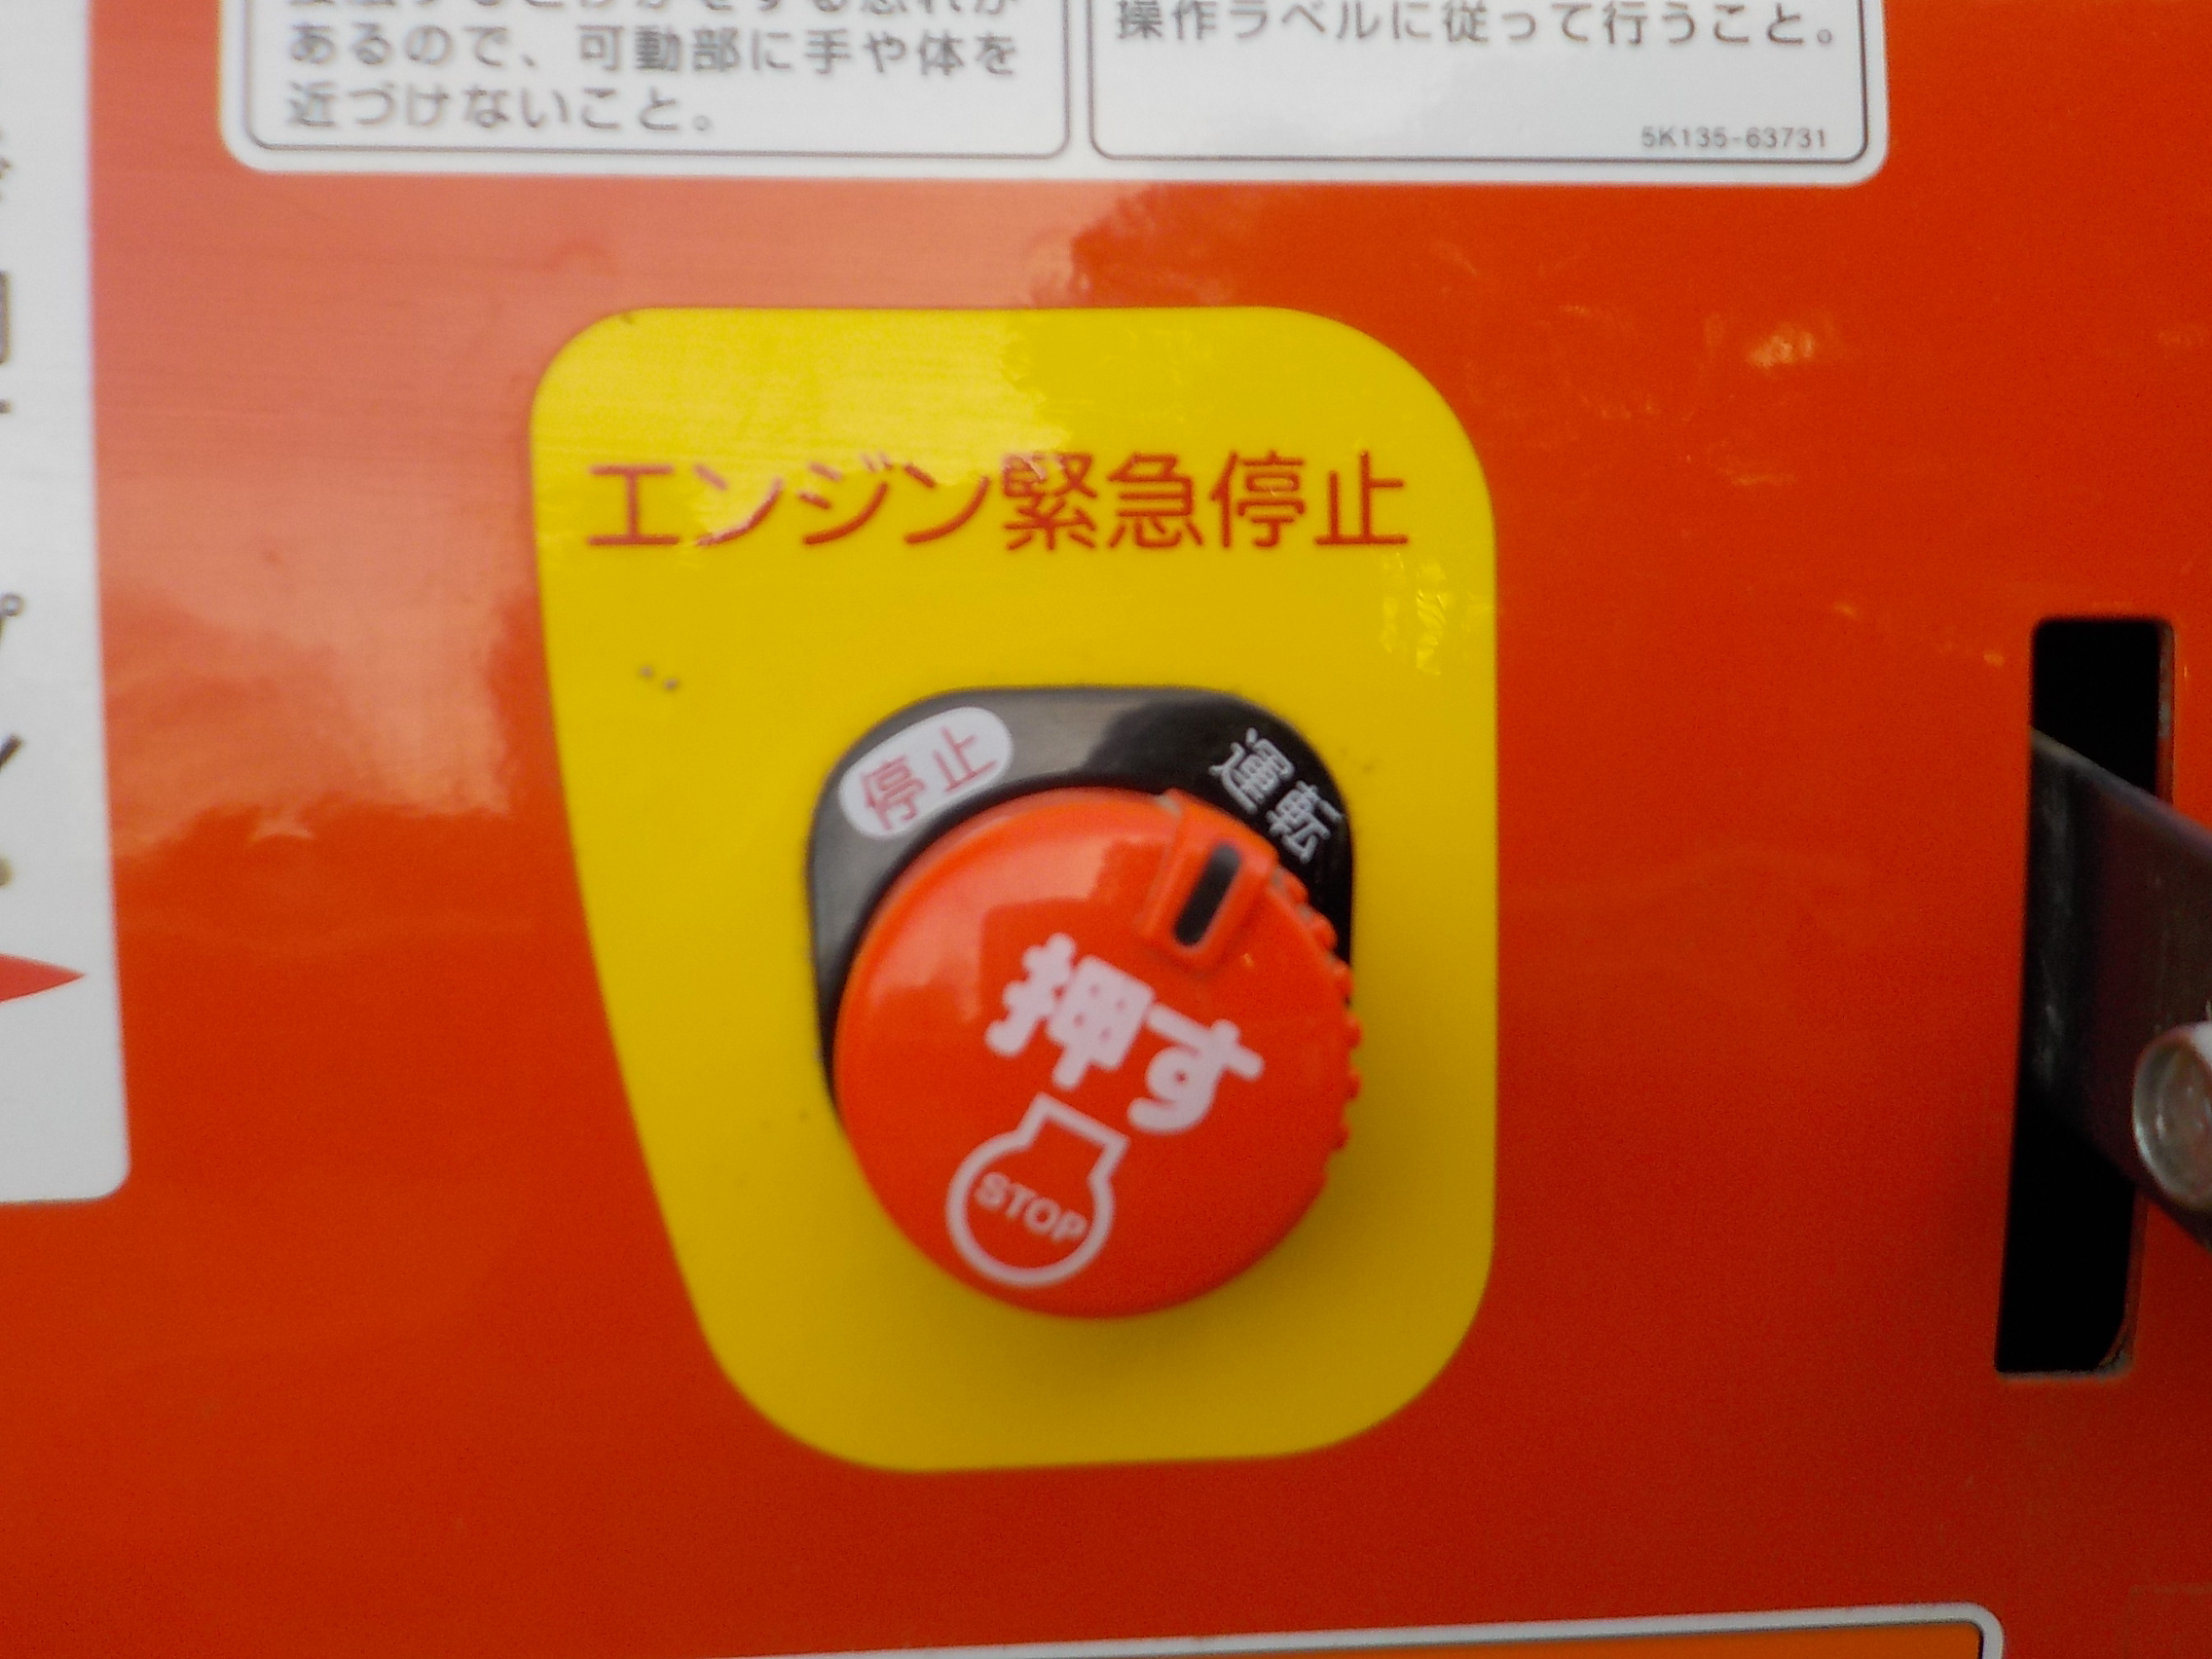 あるので、可動部に手や体を
近づけないこと。
操作ラベルに従って行うこと。
5K135-63731
エンジン緊急停止
停止
運転
押す
STOP